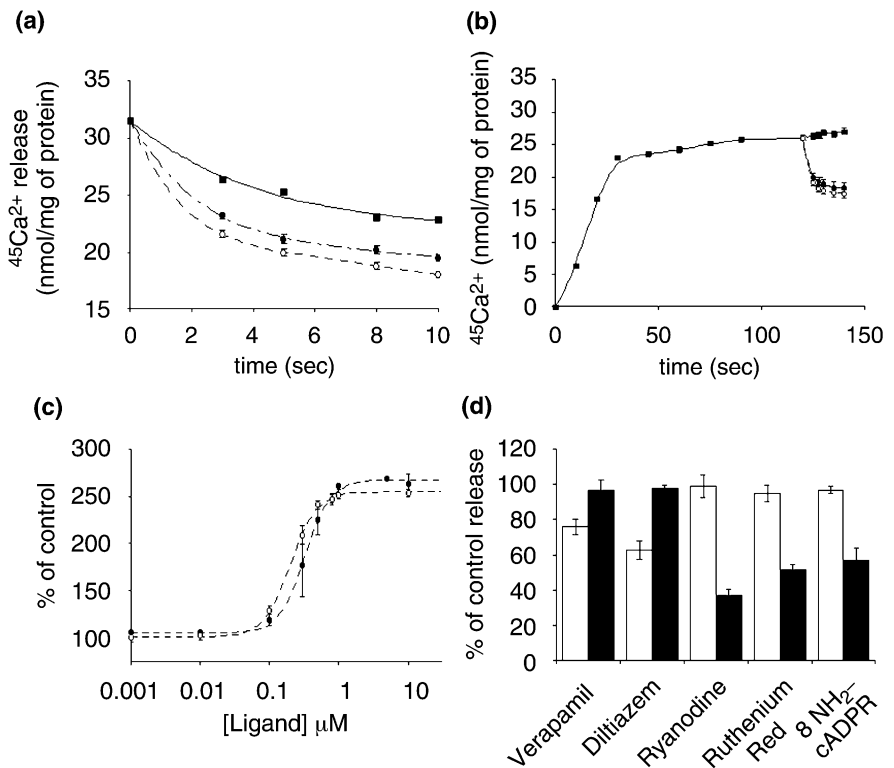 (a)
45Ca2+ release
(nmol/mg of protein)
35
30
25
20
15
0 2 4 6 8 10
time (sec)
(b)
45Ca2+ (nmol/mg of protein)
35
30
25
20
15
10
5
0
0 50 100 150
time (sec)
(c)
% of control
300
250
200
150
100
0.001 0.01 0.1 1 10
[Ligand] μM
(d)
% of control release
120
100
80
60
40
20
0
Verapamil
Diltiazem
Ryanodine
Ruthenium
Red
8 NH2–
cADPR